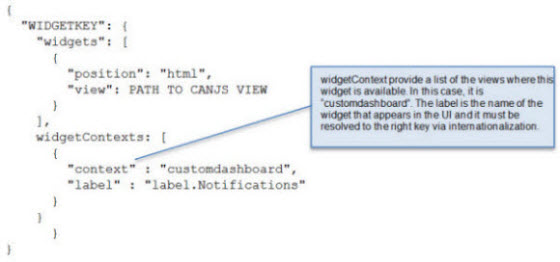 {
"WIDGETKEY": {
"widgets": [
{
"position": "html",
"view": PATH TO CANJS VIEW
}
],
widgetContexts: [
{
"context" : "customdashboard",
"label" : "label.Notifications"
}
}
}
}
widgetContext provide a list of the views where this
widget is available. In this case, it is
"customdashboard". The label is the name of the
widget that appears in the UI and it must be
resolved to the right key via internationalization.